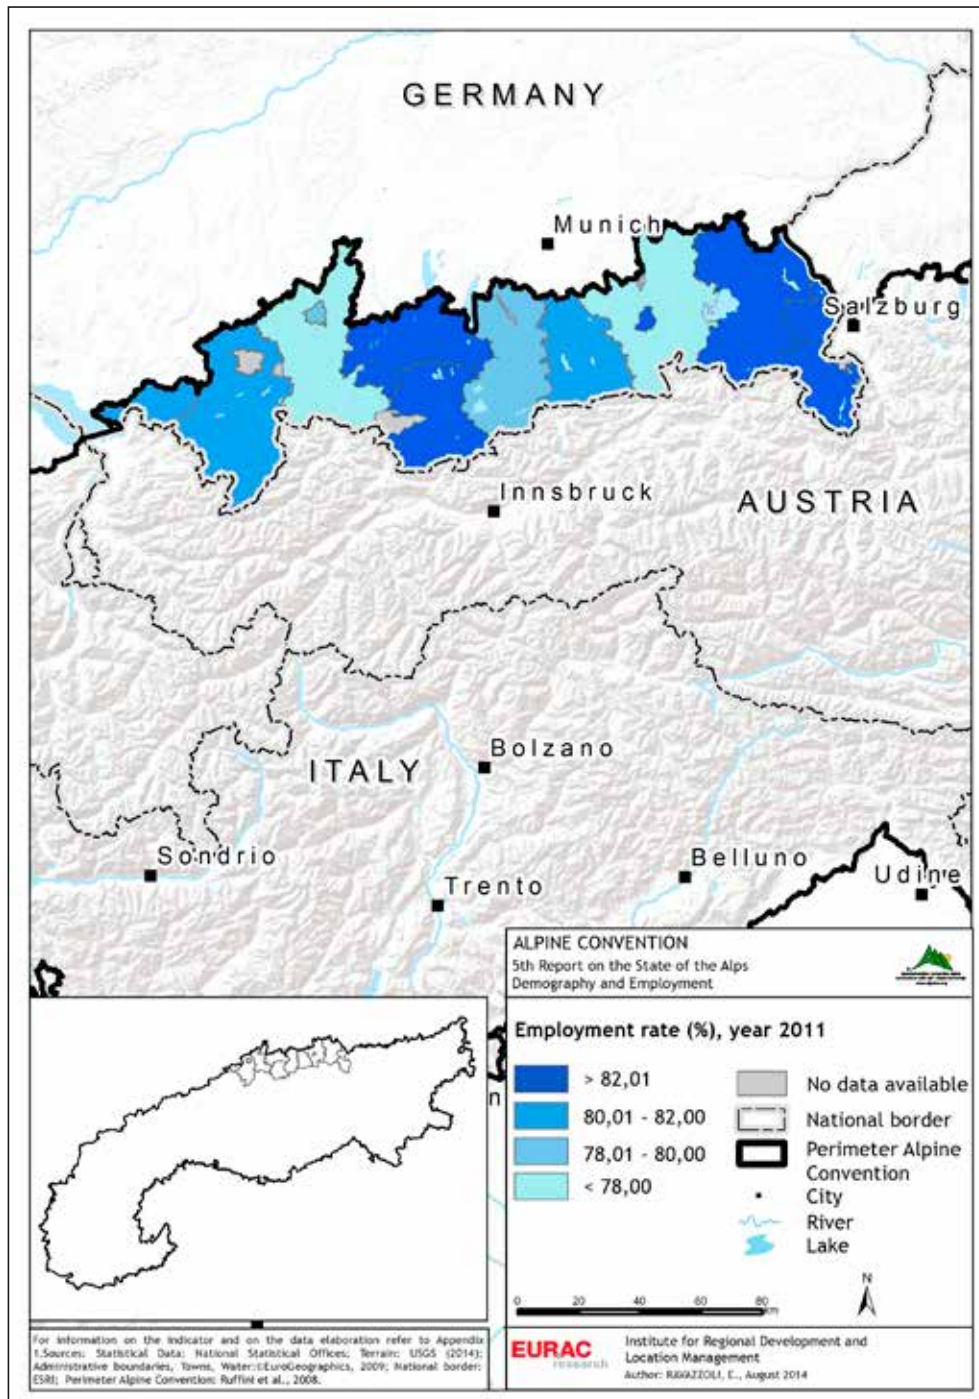 GERMANY
Munich
Salzburg
Innsbruck
AUSTRIA
Bolzano
ITALY
Sondrio
Belluno
Trento
Udine
ALPINE CONVENTION
5th Report on the State of the Alps
Demography and Employment
Employment rate (%), year 2011
> 82,01
80,01 - 82,00
78,01 - 80,00
< 78,00
No data available
National border
Perimeter Alpine
Convention
City
River
Lake
n
N
0 20 40 60 80
km
For information on the indicator and on the data elaboration refer to Appendix
1.Sources: Statistical Data: National Statistical Offices; Terrain: USGS (2014);
Administrative boundaries, Towns, Water:©EuroGeographics, 2009; National border:
ESRI; Perimeter Alpine Convention: Ruffini et al., 2008.
EURAC
research
Institute for Regional Development and
Location Management
Author: RAVAZZOLI, E., August 2014